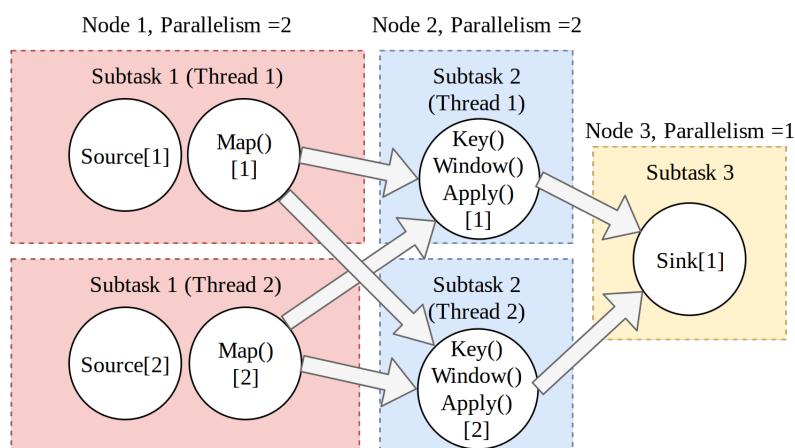 Node 1, Parallelism =2
Node 2, Parallelism =2
Subtask 1 (Thread 1)
Source[1]
Map()
[1]
Subtask 2
(Thread 1)
Key()
Window()
Apply()
[1]
Node 3, Parallelism =1
Subtask 3
Sink[1]
Subtask 1 (Thread 2)
Source[2]
Map()
[2]
Subtask 2
(Thread 2)
Key()
Window()
Apply()
[2]